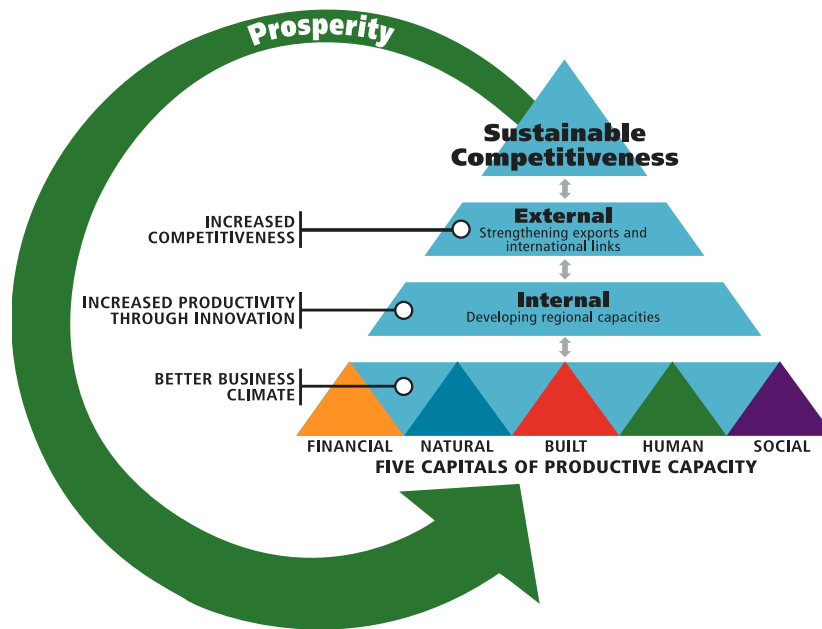 Prosperity
Sustainable
Competitiveness
INCREASED
COMPETITIVENESS
External
Strengthening exports and
international links
INCREASED PRODUCTIVITY
THROUGH INNOVATION
Internal
Developing regional capacities
BETTER BUSINESS
CLIMATE
FINANCIAL NATURAL BUILT HUMAN SOCIAL
FIVE CAPITALS OF PRODUCTIVE CAPACITY